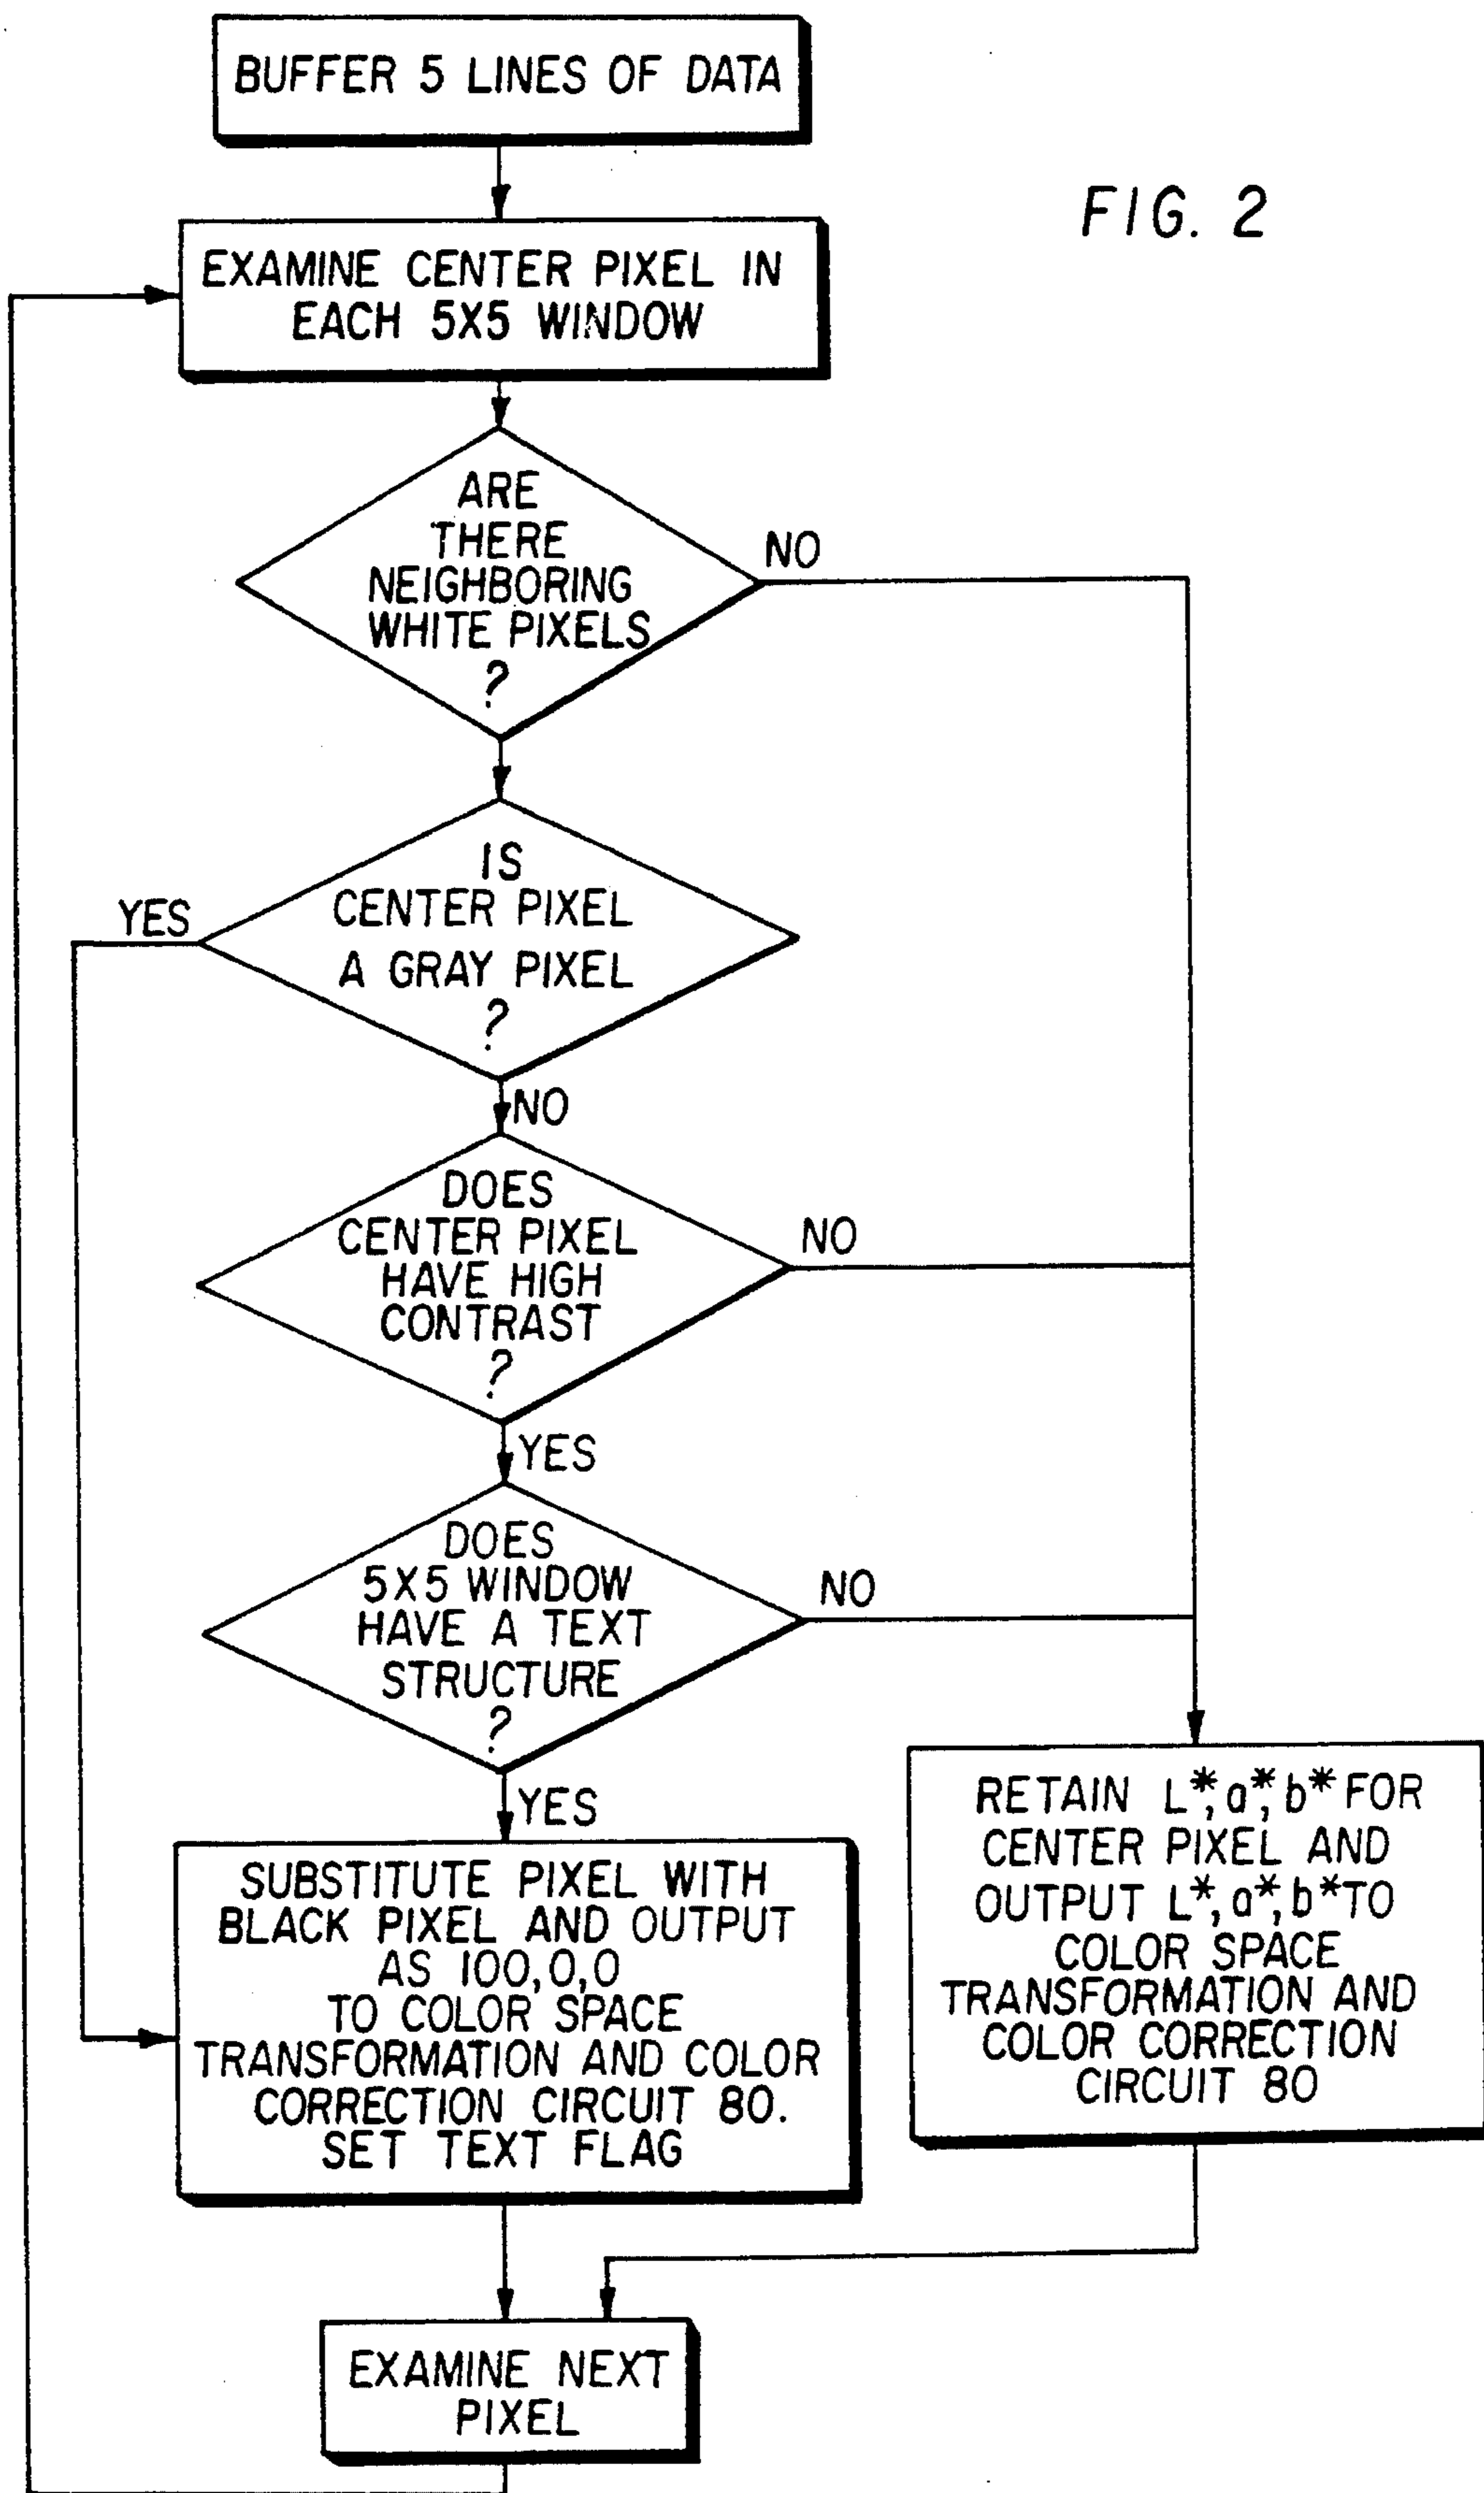 BUFFER 5 LINES OF DATA
FIG. 2
EXAMINE CENTER PIXEL IN
EACH 5X5 WINDOW
ARE
THERE
NEIGHBORING
WHITE PIXELS
?
NO
IS
CENTER PIXEL
A GRAY PIXEL
?
YES
NO
DOES
CENTER PIXEL
HAVE HIGH
CONTRAST
?
NO
YES
DOES
5X5 WINDOW
HAVE A TEXT
STRUCTURE
?
NO
YES
SUBSTITUTE PIXEL WITH
BLACK PIXEL AND OUTPUT
AS 100,0,0
TO COLOR SPACE
TRANSFORMATION AND COLOR
CORRECTION CIRCUIT 80.
SET TEXT FLAG
RETAIN L*,a*,b* FOR
CENTER PIXEL AND
OUTPUT L*,a*,b* TO
COLOR SPACE
TRANSFORMATION AND
COLOR CORRECTION
CIRCUIT 80
EXAMINE NEXT
PIXEL